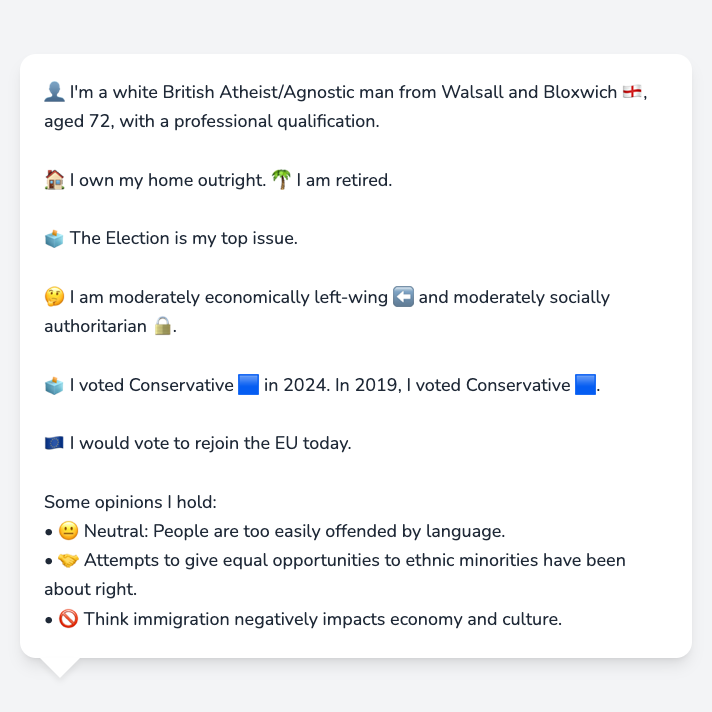 👤 I'm a white British Atheist/Agnostic man from Walsall and Bloxwich 🏴󠁧󠁢󠁥󠁮󠁧󠁿,
aged 72, with a professional qualification.
🏠 I own my home outright. 🌴 I am retired.
🗳️ The Election is my top issue.
🤔 I am moderately economically left-wing ⬅️ and moderately socially
authoritarian 🔒.
🗳️ I voted Conservative 🟦 in 2024. In 2019, I voted Conservative 🟦.
🇪🇺 I would vote to rejoin the EU today.
Some opinions I hold:
• 😐 Neutral: People are too easily offended by language.
• 🤝 Attempts to give equal opportunities to ethnic minorities have been
about right.
• 🚫 Think immigration negatively impacts economy and culture.